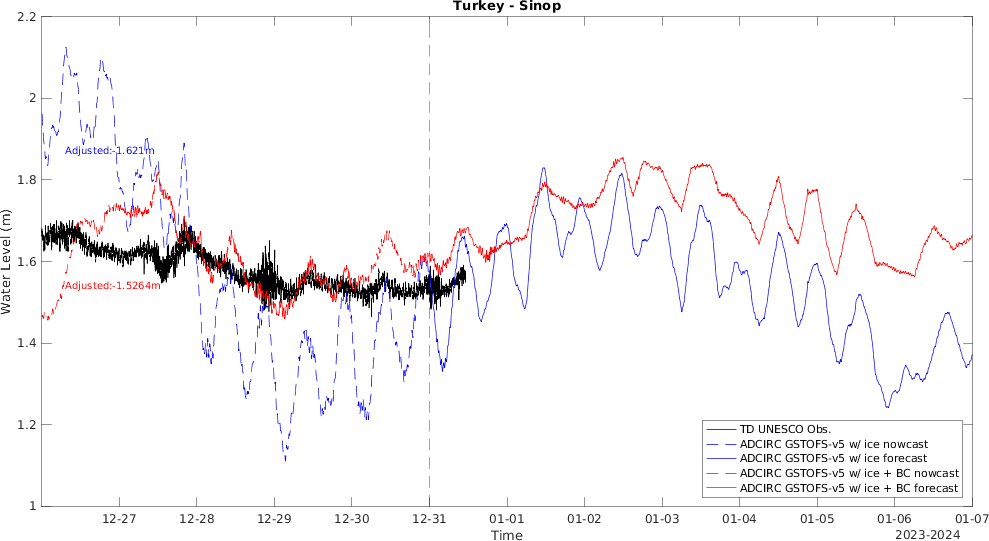 Turkey - Sinop
2.2
2
1.8
1.6
1.4
1.2
1
Water Level (m)
Adjusted:-1.621m
Adjusted:-1.5264m
TD UNESCO Obs.
ADCIRC GSTOFS-v5 w/ ice nowcast
ADCIRC GSTOFS-v5 w/ ice forecast
ADCIRC GSTOFS-v5 w/ ice + BC nowcast
ADCIRC GSTOFS-v5 w/ ice + BC forecast
12-27 12-28 12-29 12-30 12-31 01-01 01-02 01-03 01-04 01-05 01-06 01-07
Time
2023-2024